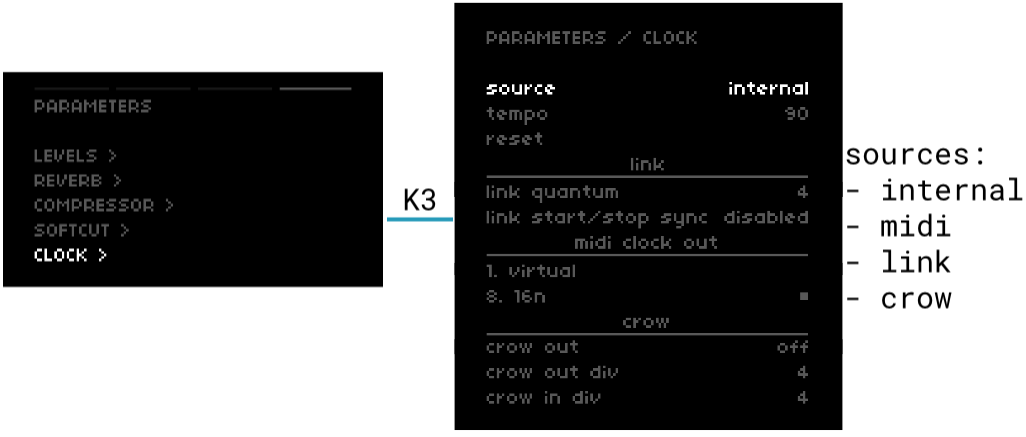 PARAMETERS
LEVELS >
REVERB >
COMPRESSOR >
SOFTCUT >
CLOCK >
K3
PARAMETERS / CLOCK
source internal
tempo 90
reset
link
link quantum 4
link start/stop sync disabled
midi clock out
1. virtual
8. 16n
crow
crow out off
crow out div 4
crow in div 4
sources:
- internal
- midi
- link
- crow